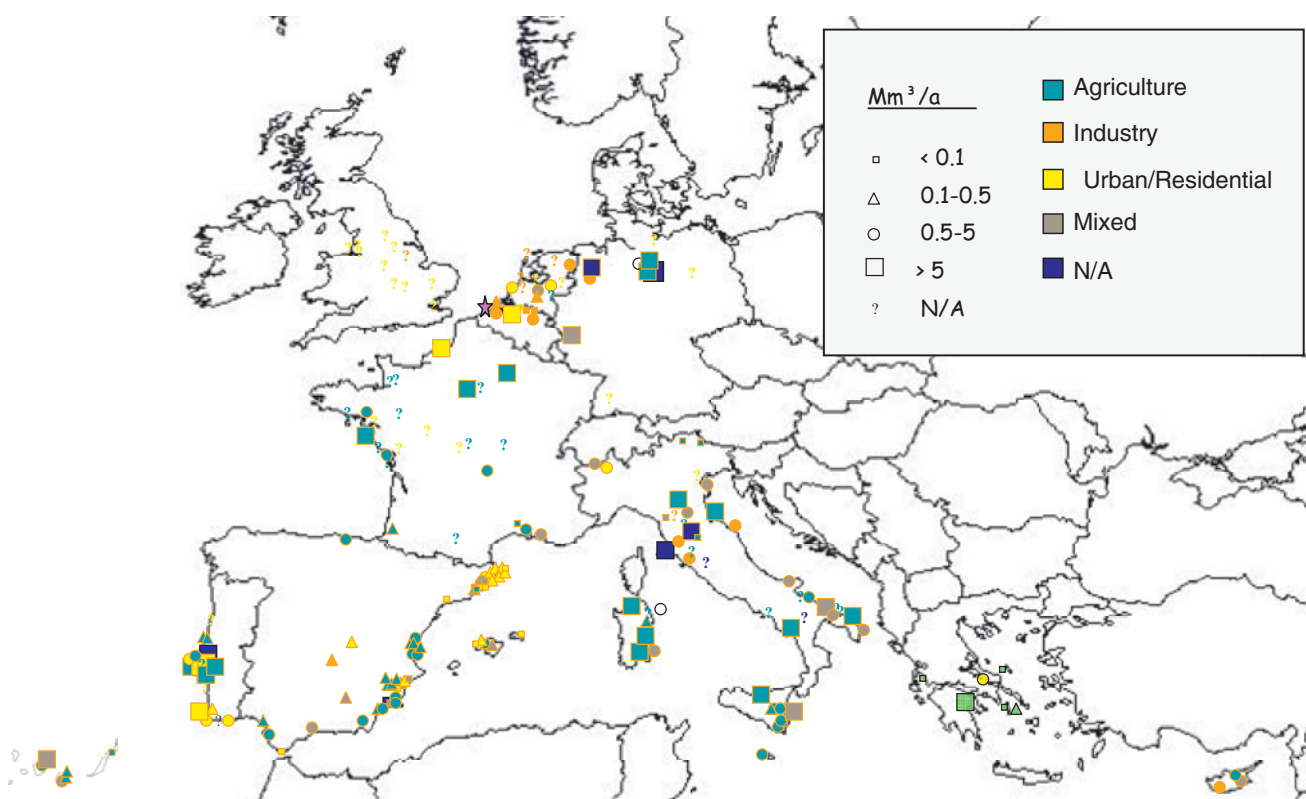 Mm³/a
< 0.1
0.1-0.5
0.5-5
> 5
? N/A
Agriculture
Industry
Urban/Residential
Mixed
N/A